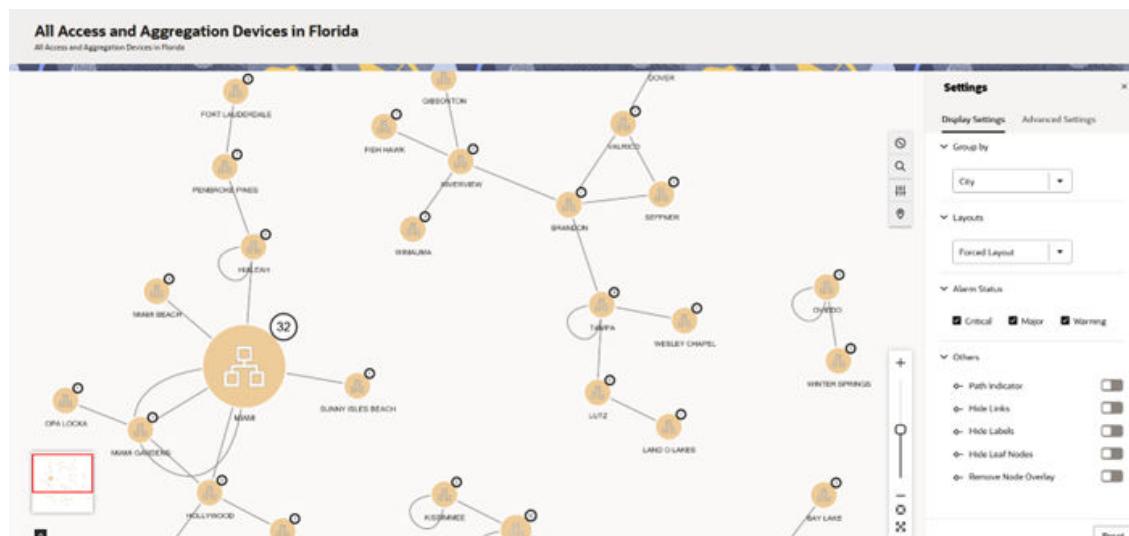 All Access and Aggregation Devices in Florida
All Access and Aggregation Devices in Florida
DOVER
GIBSONTON
FORT LAUDERDALE
FISH HAWK
VALRICO
RIVERVIEW
PEMBROKE PINES
SEFFNER
BRANDON
WIMAUMA
HIALEAH
MIAMI BEACH
OVIEDO
TAMPA
WESLEY CHAPEL
32
WINTER SPRINGS
SUNNY ISLES BEACH
MIAMI
LUTZ
OPA LOCKA
LAND O LAKES
MIAMI GARDENS
HOLLYWOOD
KISSIMMEE
BAY LAKE
Settings
Display Settings Advanced Settings
Group by
City
Layouts
Forced Layout
Alarm Status
Critical Major Warning
Others
Path Indicator
Hide Links
Hide Labels
Hide Leaf Nodes
Remove Node Overlay
Reset